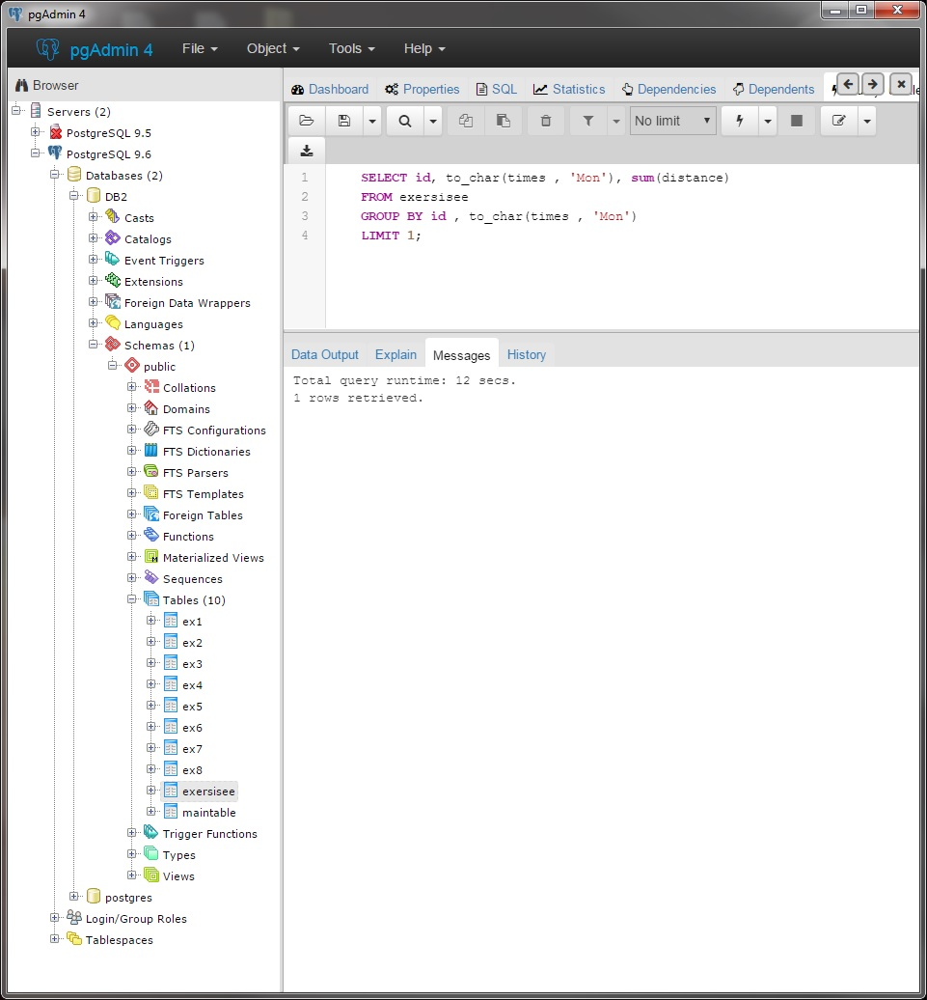 pgAdmin 4
pgAdmin 4 File Object Tools Help
Browser
Servers (2)
PostgreSQL 9.5
PostgreSQL 9.6
Databases (2)
DB2
Casts
Catalogs
Event Triggers
Extensions
Foreign Data Wrappers
Languages
Schemas (1)
public
Collations
Domains
FTS Configurations
FTS Dictionaries
FTS Parsers
FTS Templates
Foreign Tables
Functions
Materialized Views
Sequences
Tables (10)
ex1
ex2
ex3
ex4
ex5
ex6
ex7
ex8
exersisee
maintable
Trigger Functions
Types
Views
postgres
Login/Group Roles
Tablespaces
Dashboard Properties SQL Statistics Dependencies Dependents
No limit
1 SELECT id, to_char(times , 'Mon'), sum(distance)
2 FROM exersisee
3 GROUP BY id , to_char(times , 'Mon')
4 LIMIT 1;
Data Output Explain Messages History
Total query runtime: 12 secs.
1 rows retrieved.